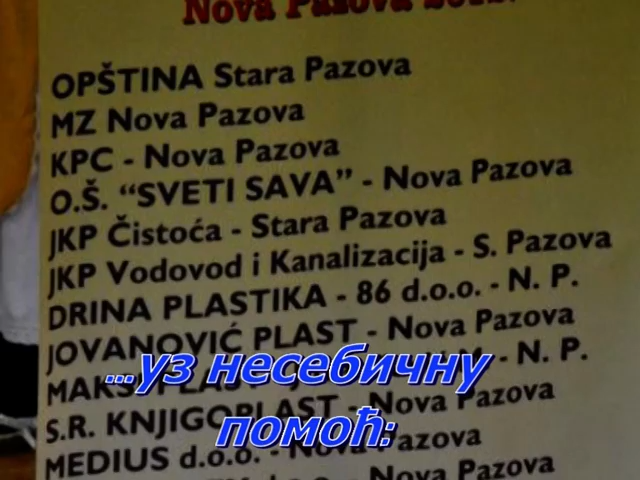 Nova Pazova
OPŠTINA Stara Pazova
MZ Nova Pazova
KPC - Nova Pazova
O.Š. “SVETI SAVA” - Nova Pazova
JKP Čistoća - Stara Pazova
JKP Vodovod i Kanalizacija - S. Pazova
DRINA PLASTIKA - 86 d.o.o. - N. P.
JOVANOVIĆ PLAST - Nova Pazova
- N. P.
...уз несебичну
S.R. KNJIGOPLAST - Nova Pazova
помоћ:
MEDIUS d.o.o. - Nova Pazova
d.o.o. - Nova Pazova